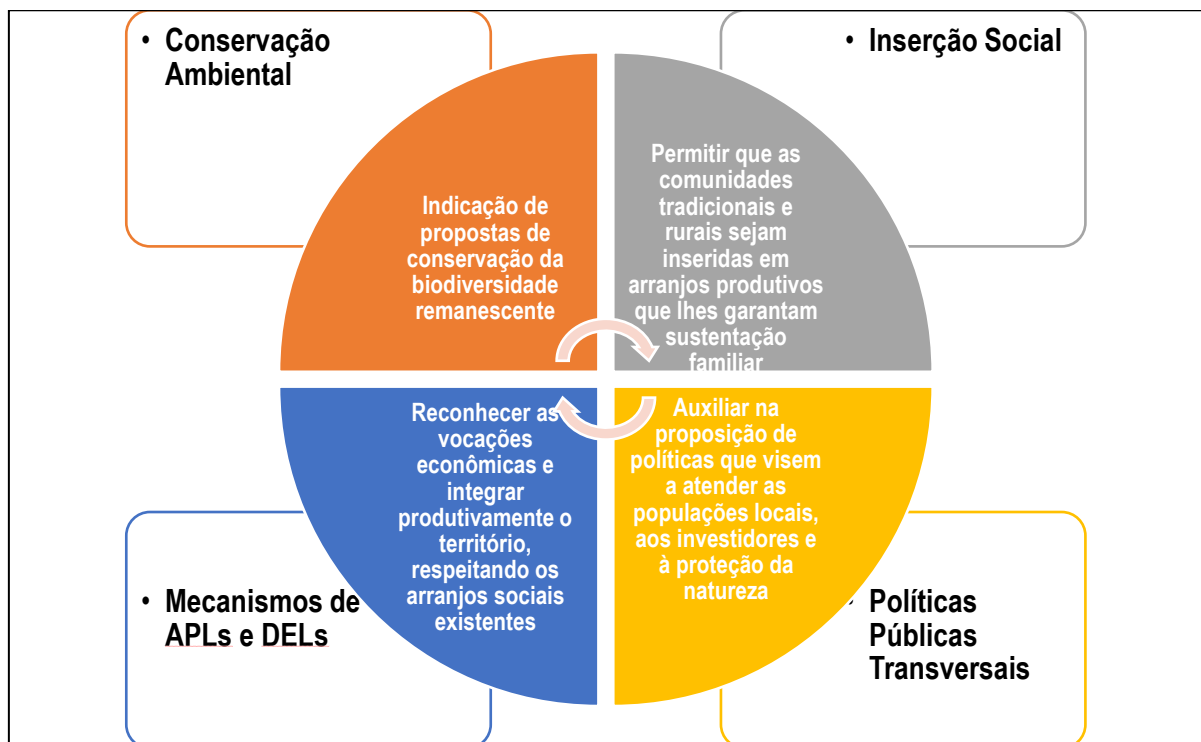 • Conservação
Ambiental
• Inserção Social
Indicação de
propostas de
conservação da
biodiversidade
remanescente
Permitir que as
comunidades
tradicionais e
rurais sejam
inseridas em
arranjos produtivos
que lhes garantam
sustentação
familiar
Reconhecer as
vocações
econômicas e
integrar
produtivamente o
território,
respeitando os
arranjos sociais
existentes
Auxiliar na
proposição de
políticas que visem
a atender as
populações locais,
aos investidores e
à proteção da
natureza
• Mecanismos de
APLs e DELs
• Políticas
Públicas
Transversais